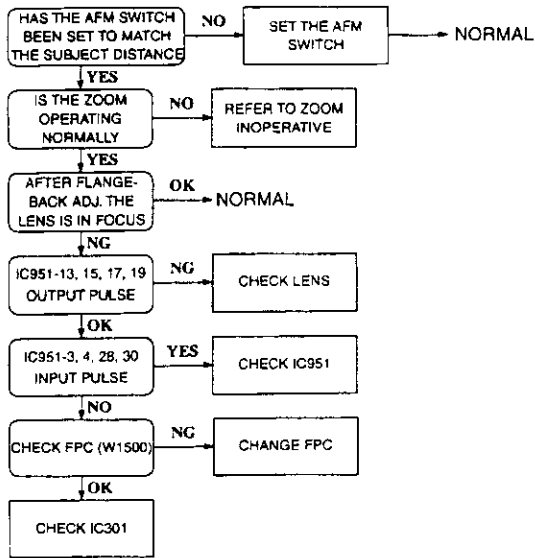 HAS THE AFM SWITCH
BEEN SET TO MATCH
THE SUBJECT DISTANCE
NO
SET THE AFM
SWITCH
NORMAL
YES
IS THE ZOOM
OPERATING
NORMALLY
NO
REFER TO ZOOM
INOPERATIVE
YES
AFTER FLANGE-
BACK ADJ. THE
LENS IS IN FOCUS
OK
NORMAL
NG
IC951-13, 15, 17, 19
OUTPUT PULSE
NG
CHECK LENS
OK
IC951-3, 4, 28, 30
INPUT PULSE
YES
CHECK IC951
NO
CHECK FPC (W1500)
NG
CHANGE FPC
OK
CHECK IC301